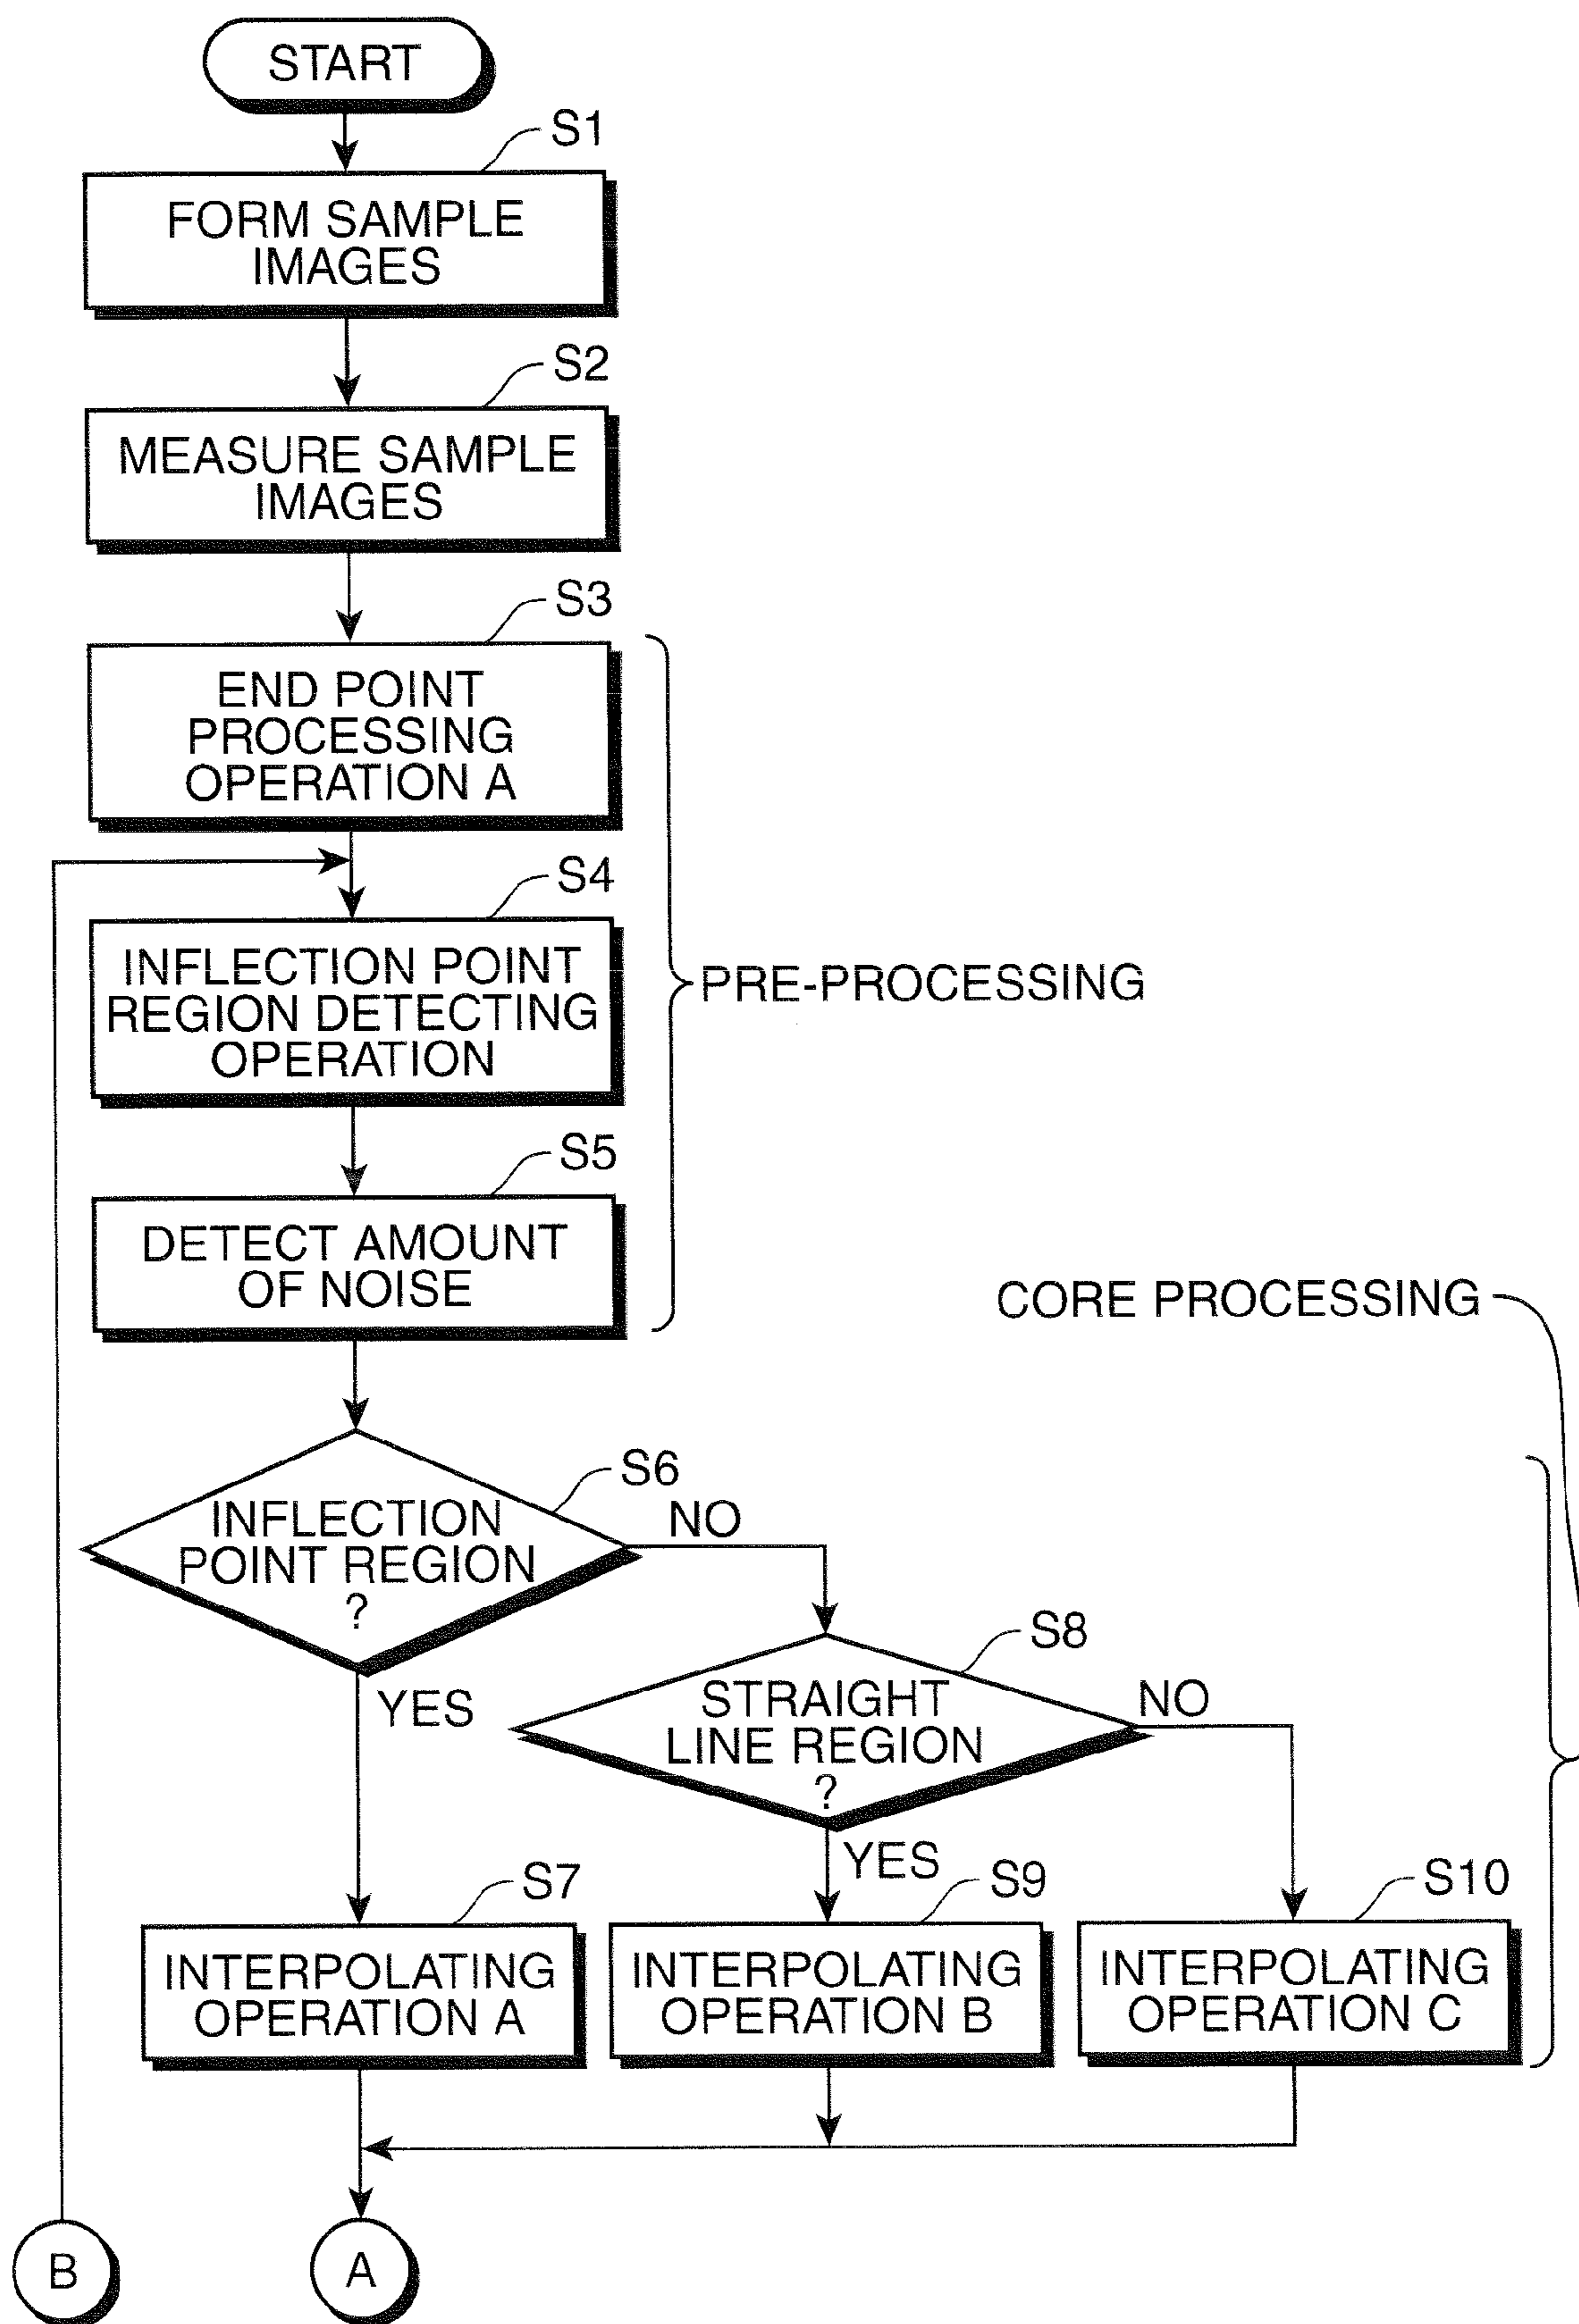 START
S1
FORM SAMPLE
IMAGES
S2
MEASURE SAMPLE
IMAGES
S3
END POINT
PROCESSING
OPERATION A
S4
INFLECTION POINT
REGION DETECTING
OPERATION
PRE-PROCESSING
S5
DETECT AMOUNT
OF NOISE
CORE PROCESSING
S6
INFLECTION
POINT REGION
?
NO
YES
S8
STRAIGHT
LINE REGION
?
NO
YES
S7
INTERPOLATING
OPERATION A
S9
INTERPOLATING
OPERATION B
S10
INTERPOLATING
OPERATION C
B
A